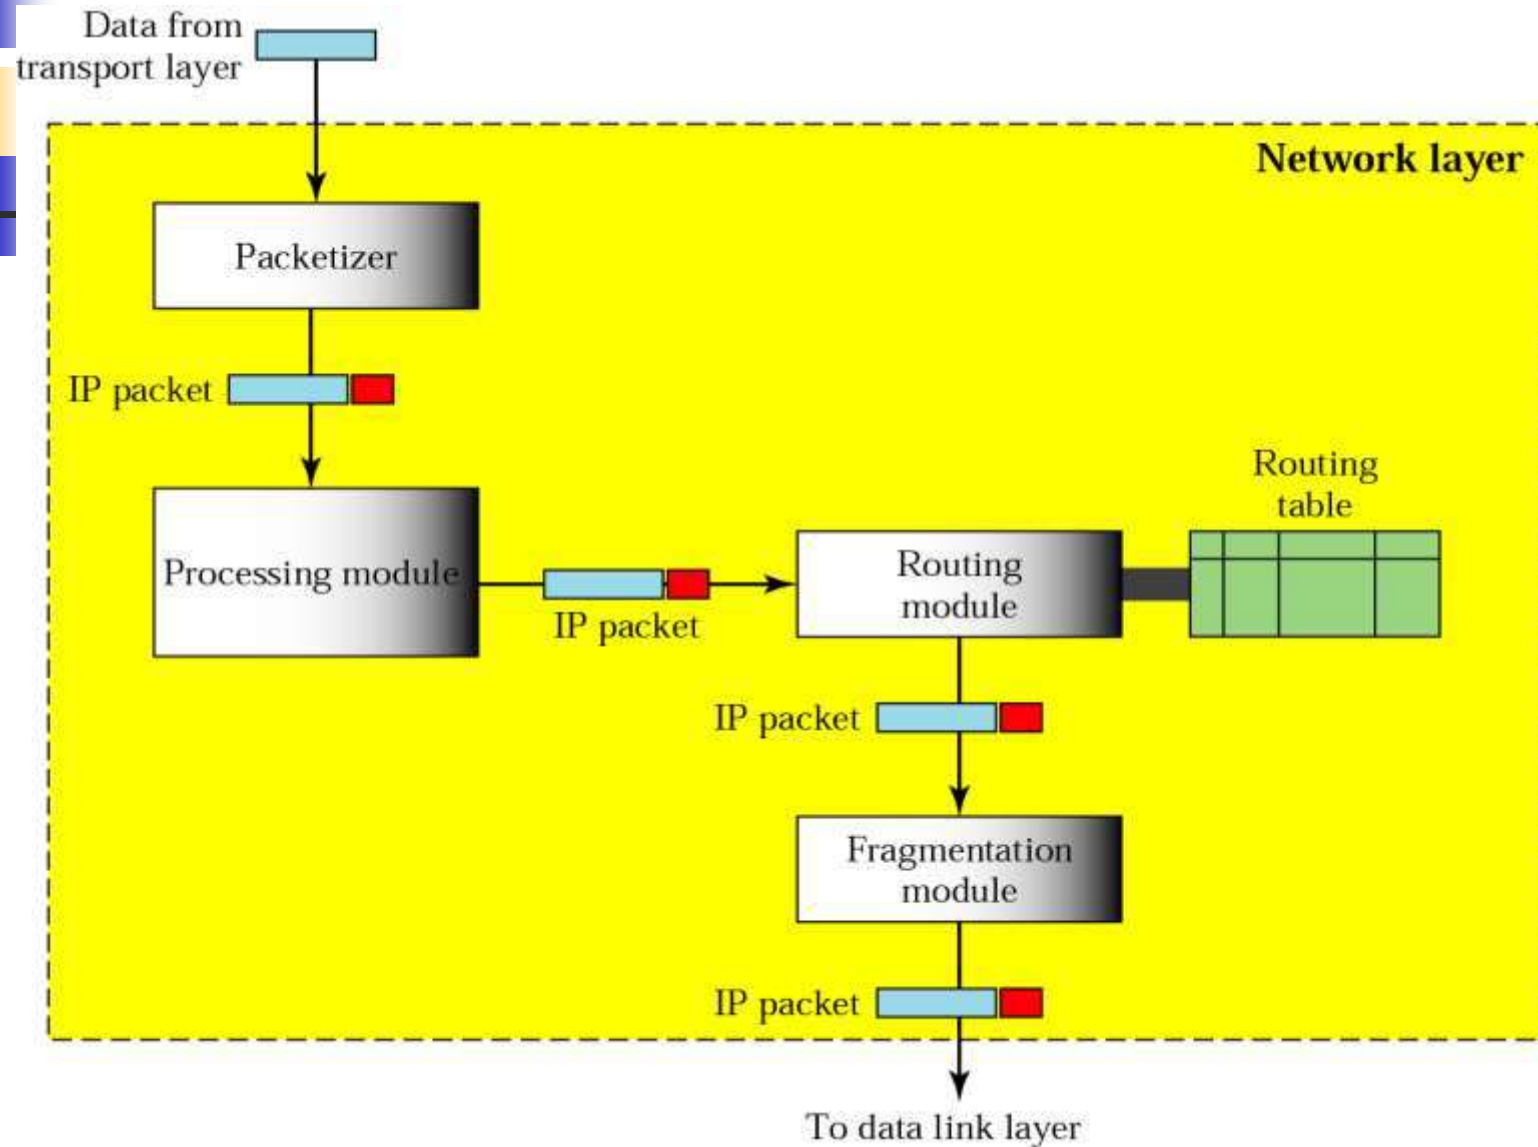 Data from
transport layer
Network layer
Packetizer
IP packet
Routing
table
Processing module
IP packet
Routing
module
IP packet
Fragmentation
module
IP packet
To data link layer